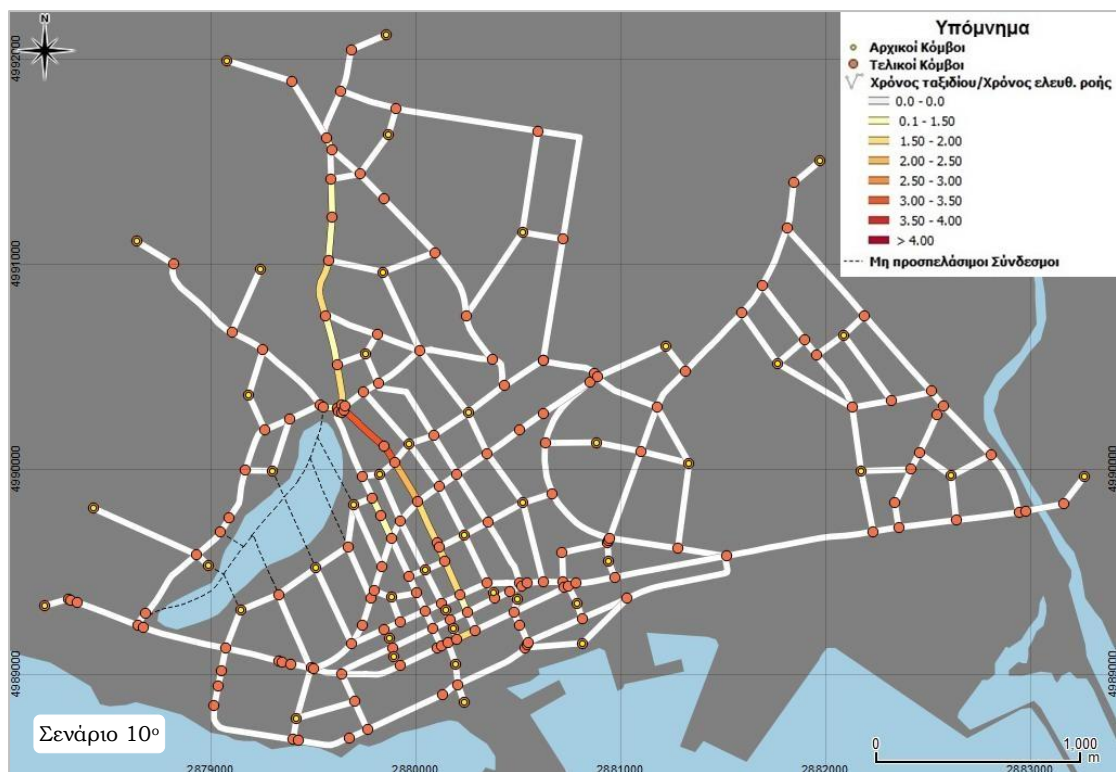 N
Υπόμνημα
Αρχικοί Κόμβοι
Τελικοί Κόμβοι
Χρόνος ταξιδίου/Χρόνος ελευθ. ροής
0.0 - 0.0
0.1 - 1.50
1.50 - 2.00
2.00 - 2.50
2.50 - 3.00
3.00 - 3.50
3.50 - 4.00
> 4.00
Μη προσπελάσιμοι Σύνδεσμοι
4992000
4991000
4990000
4990000
4989000
4989000
Σενάριο 10ο
0 1.000
m
2879000 2880000 2881000 2882000 2883000